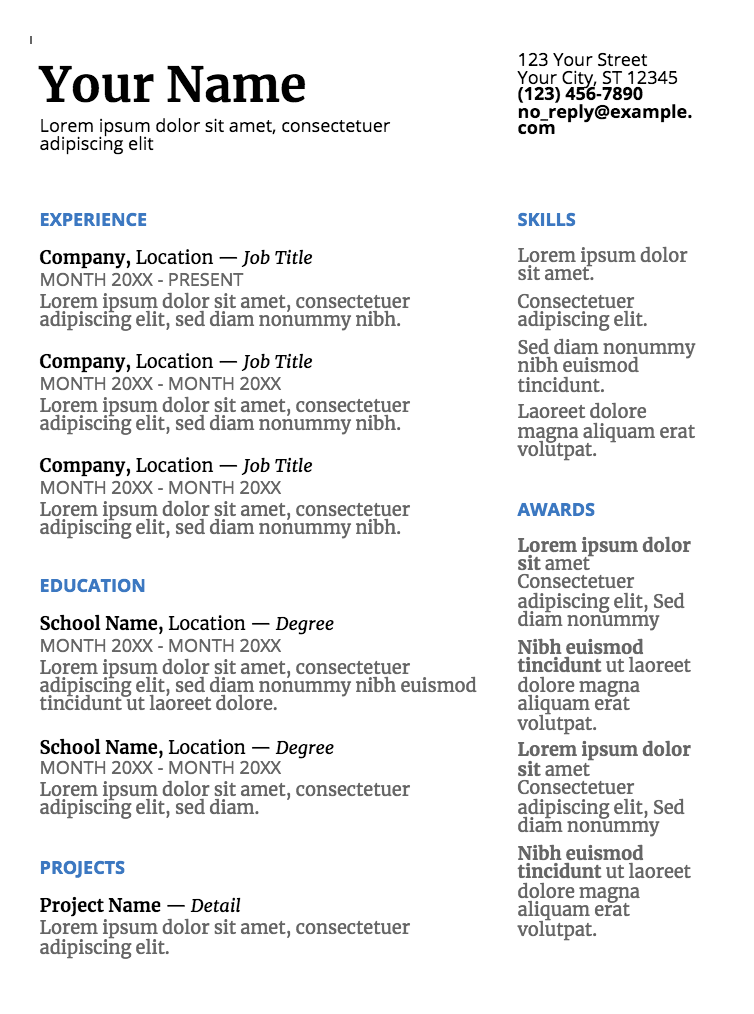 Your Name
Lorem ipsum dolor sit amet, consectetuer
adipiscing elit
123 Your Street
Your City, ST 12345
(123) 456-7890
no_reply@example.
com
EXPERIENCE
Company, Location — Job Title
MONTH 20XX - PRESENT
Lorem ipsum dolor sit amet, consectetuer
adipiscing elit, sed diam nonummy nibh.
Company, Location — Job Title
MONTH 20XX - MONTH 20XX
Lorem ipsum dolor sit amet, consectetuer
adipiscing elit, sed diam nonummy nibh.
Company, Location — Job Title
MONTH 20XX - MONTH 20XX
Lorem ipsum dolor sit amet, consectetuer
adipiscing elit, sed diam nonummy nibh.
EDUCATION
School Name, Location — Degree
MONTH 20XX - MONTH 20XX
Lorem ipsum dolor sit amet, consectetuer
adipiscing elit, sed diam nonummy nibh euismod
tincidunt ut laoreet dolore.
School Name, Location — Degree
MONTH 20XX - MONTH 20XX
Lorem ipsum dolor sit amet, consectetuer
adipiscing elit, sed diam.
PROJECTS
Project Name — Detail
Lorem ipsum dolor sit amet, consectetuer
adipiscing elit.
SKILLS
Lorem ipsum dolor
sit amet.
Consectetuer
adipiscing elit.
Sed diam nonummy
nibh euismod
tincidunt.
Laoreet dolore
magna aliquam erat
volutpat.
AWARDS
Lorem ipsum dolor
sit amet
Consectetuer
adipiscing elit, Sed
diam nonummy
Nibh euismod
tincidunt ut laoreet
dolore magna
aliquam erat
volutpat.
Lorem ipsum dolor
sit amet
Consectetuer
adipiscing elit, Sed
diam nonummy
Nibh euismod
tincidunt ut laoreet
dolore magna
aliquam erat
volutpat.